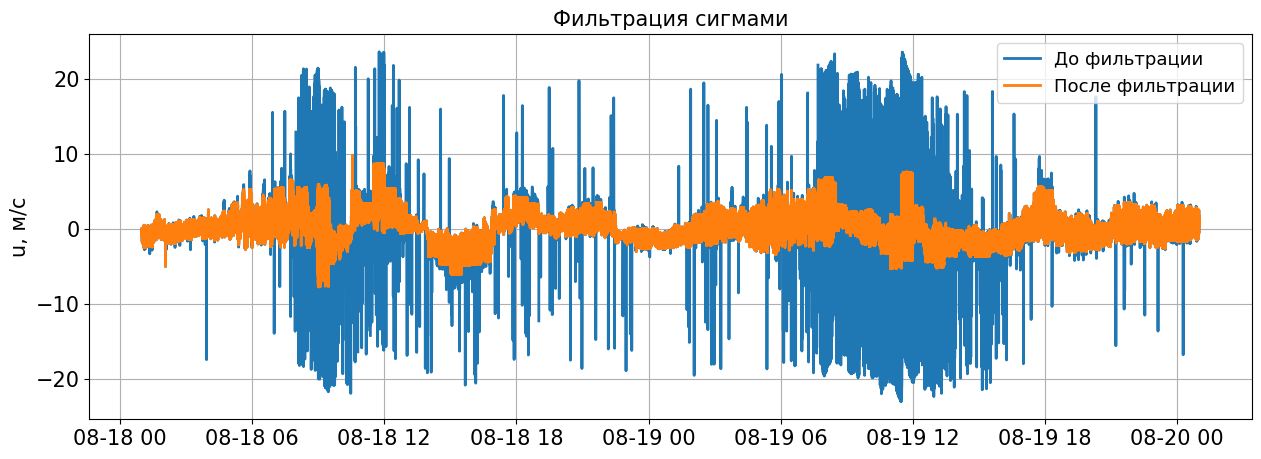 Фильтрация сигмами
До фильтрации
После фильтрации
u, м/с
20
10
0
−10
−20
08-18 00 08-18 06 08-18 12 08-18 18 08-19 00 08-19 06 08-19 12 08-19 18 08-20 00